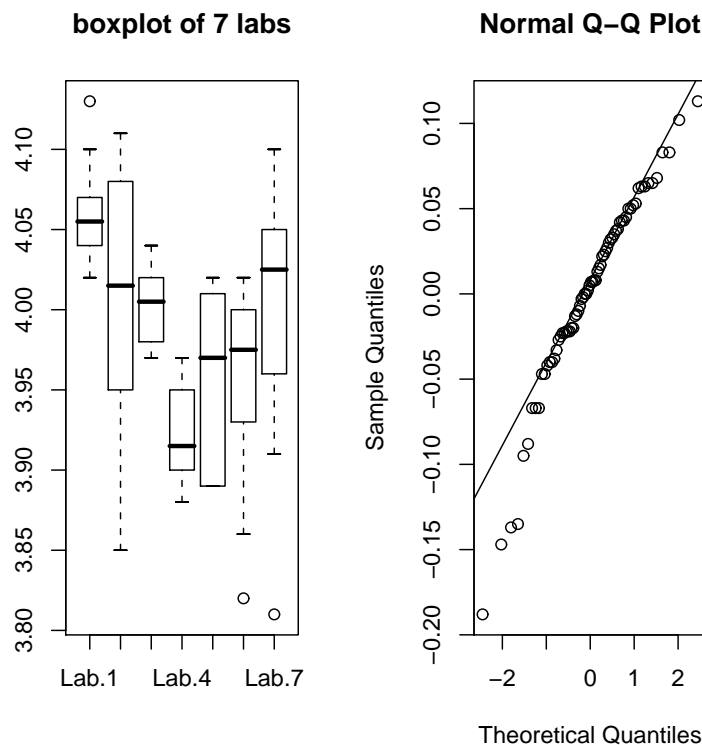 boxplot of 7 labs
3.80 3.85 3.90 3.95 4.00 4.05 4.10
Lab.1 Lab.4 Lab.7
Normal Q−Q Plot
Sample Quantiles
−0.20 −0.15 −0.10 −0.05 0.00 0.05 0.10
−2 0 1 2
Theoretical Quantiles